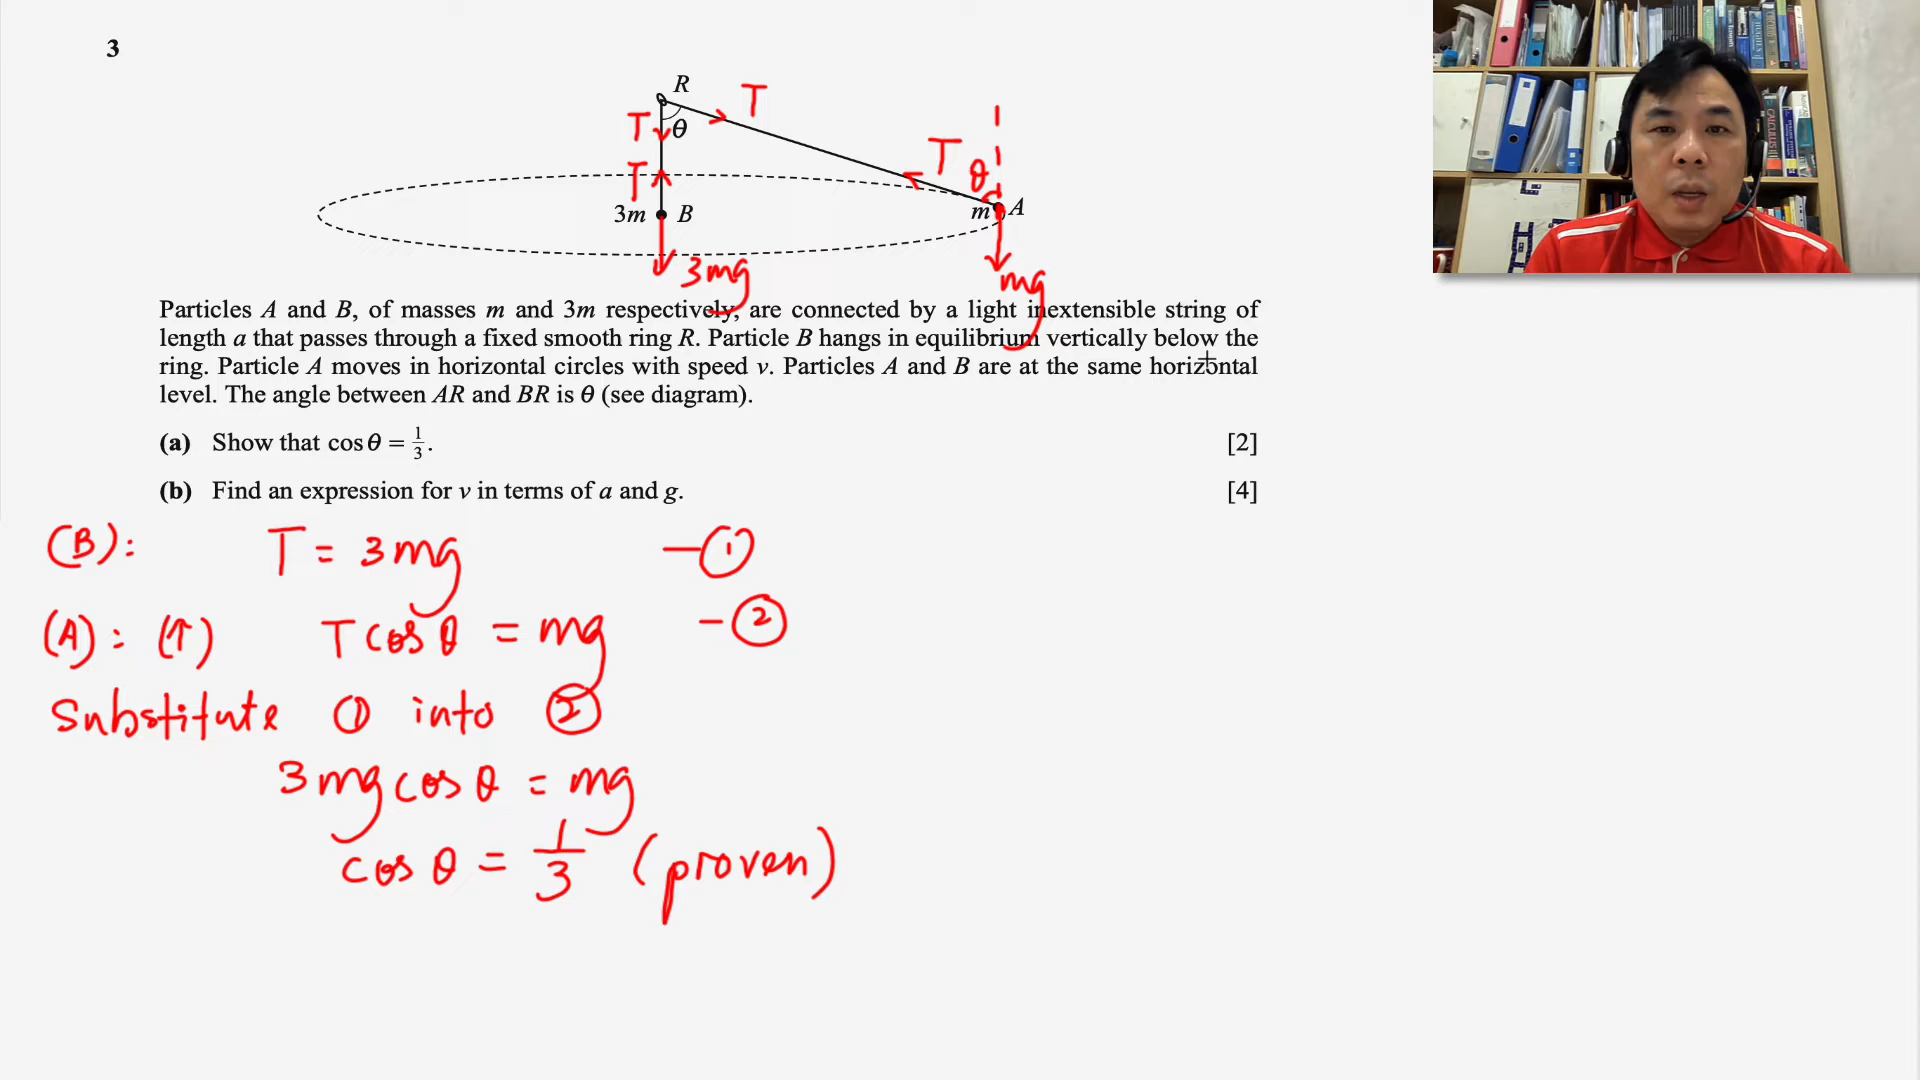 3
R
T
T
θ
T
T
θ
3m
B
m
A
3mg
mg
Particles A and B, of masses m and 3m respectively, are connected by a light inextensible string of
length a that passes through a fixed smooth ring R. Particle B hangs in equilibrium vertically below the
ring. Particle A moves in horizontal circles with speed v. Particles A and B are at the same horizontal
level. The angle between AR and BR is θ (see diagram).
(a) Show that cos θ = 1/3. [2]
(b) Find an expression for v in terms of a and g. [4]
(B): T = 3mg —①
(A): (↑) T cos θ = mg -②
Substitute ① into ②
3mg cos θ = mg
cos θ = 1/3 (proven)
CALCULUS